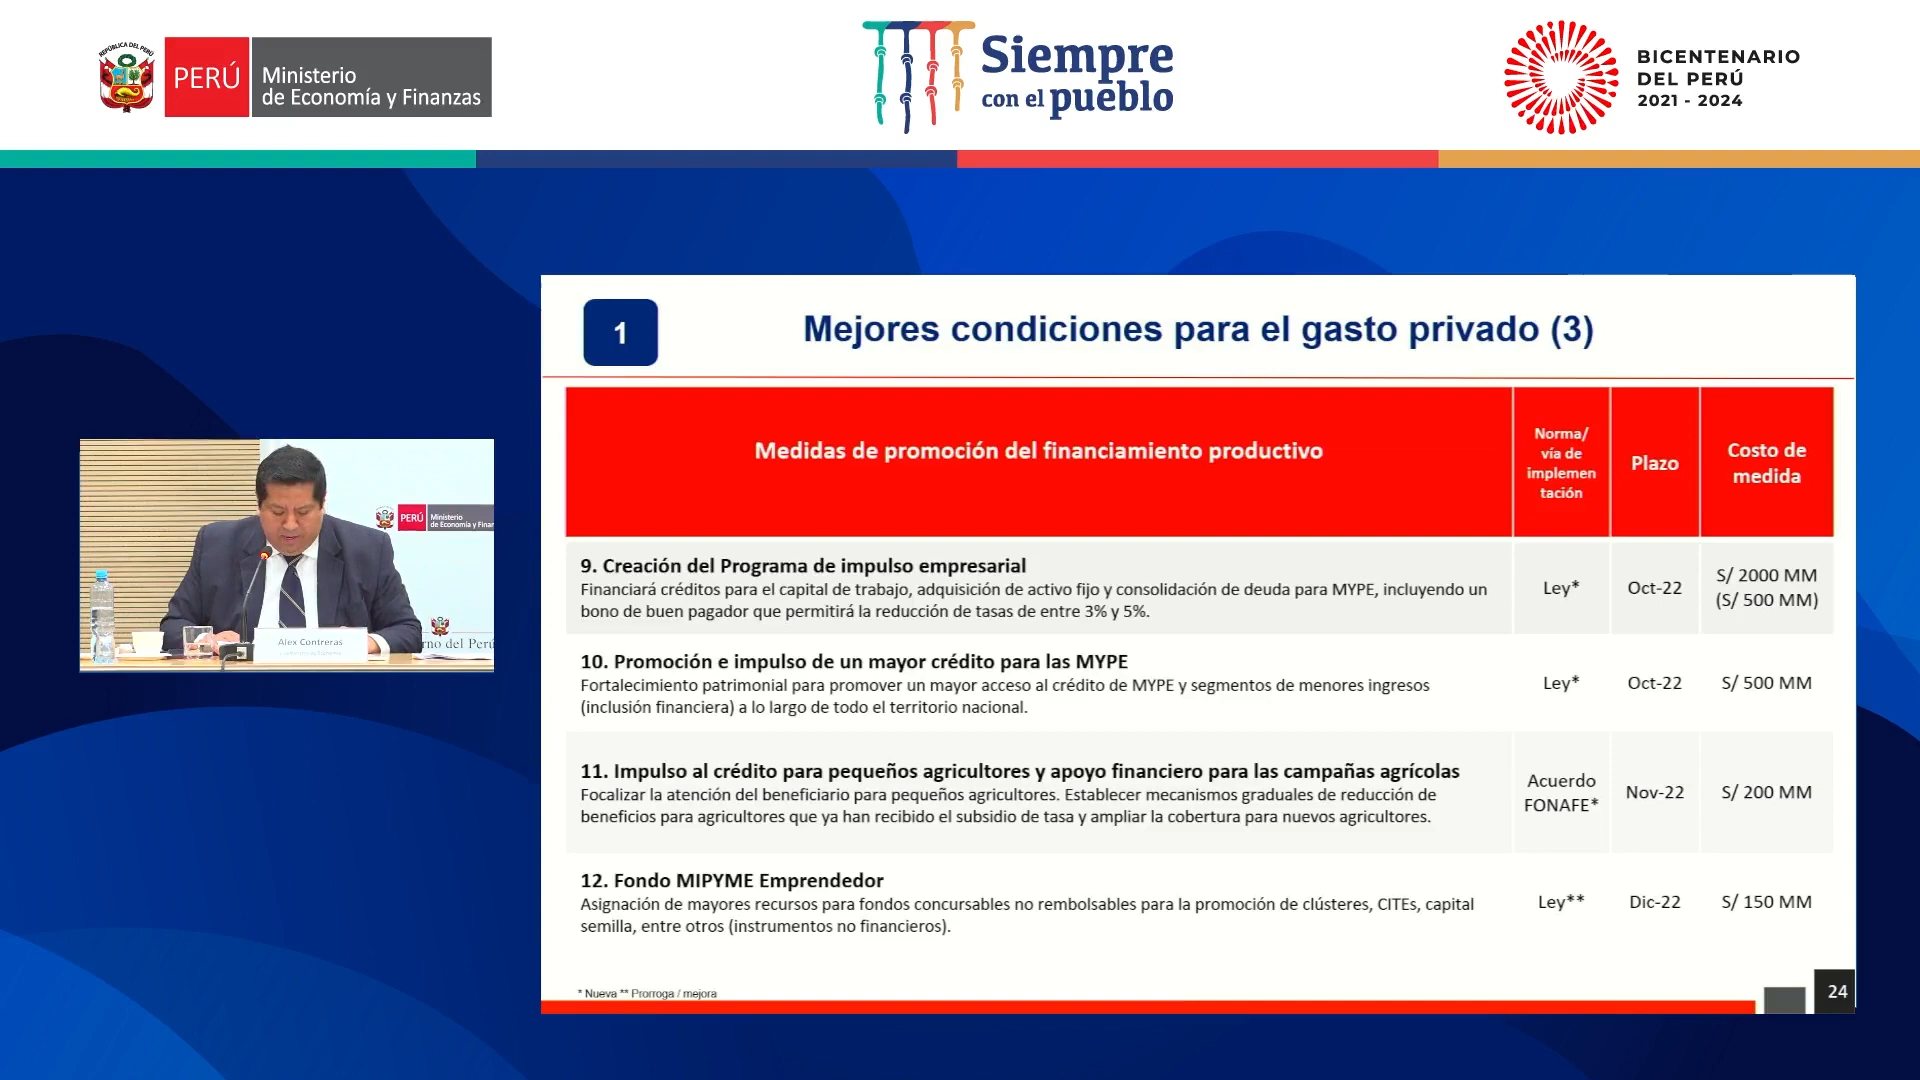 REPÚBLICA DEL PERÚ
PERÚ
Ministerio
de Economía y Finanzas
Siempre
con el pueblo
BICENTENARIO
DEL PERÚ
2021 - 2024
1
Mejores condiciones para el gasto privado (3)
Medidas de promoción del financiamiento productivo
Norma/
vía de
implemen
tación
Plazo
Costo de
medida
9. Creación del Programa de impulso empresarial
Financiará créditos para el capital de trabajo, adquisición de activo fijo y consolidación de deuda para MYPE, incluyendo un
bono de buen pagador que permitirá la reducción de tasas de entre 3% y 5%.
Ley*
Oct-22
S/ 2000 MM
(S/ 500 MM)
10. Promoción e impulso de un mayor crédito para las MYPE
Fortalecimiento patrimonial para promover un mayor acceso al crédito de MYPE y segmentos de menores ingresos
(inclusión financiera) a lo largo de todo el territorio nacional.
Ley*
Oct-22
S/ 500 MM
11. Impulso al crédito para pequeños agricultores y apoyo financiero para las campañas agrícolas
Focalizar la atención del beneficiario para pequeños agricultores. Establecer mecanismos graduales de reducción de
beneficios para agricultores que ya han recibido el subsidio de tasa y ampliar la cobertura para nuevos agricultores.
Acuerdo
FONAFE*
Nov-22
S/ 200 MM
12. Fondo MIPYME Emprendedor
Asignación de mayores recursos para fondos concursables no rembolsables para la promoción de clústeres, CITEs, capital
semilla, entre otros (instrumentos no financieros).
Ley**
Dic-22
S/ 150 MM
* Nueva ** Prorroga / mejora
24
PERÚ
Ministerio
de Economía y Finan
Alex Contreras
rno del Perú